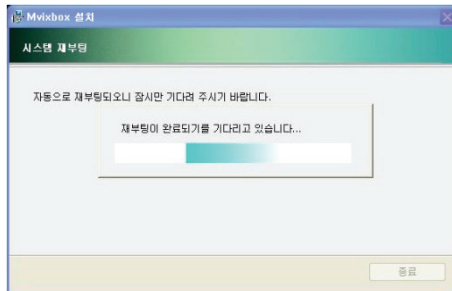 Mvixbox 설치
시스템 재부팅
자동으로 재부팅되오니 잠시만 기다려 주시기 바랍니다.
재부팅이 완료되기를 기다리고 있습니다...
종료